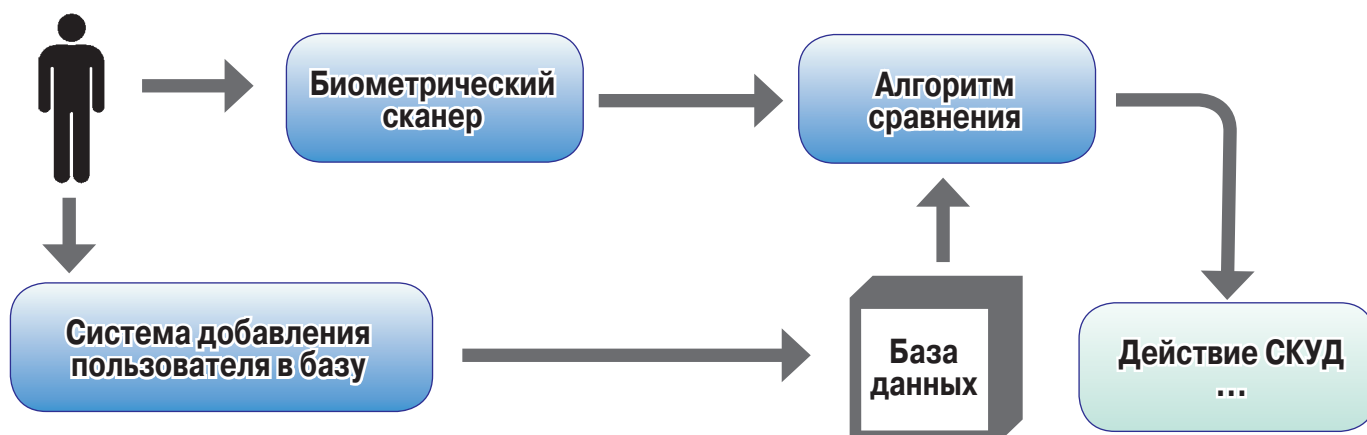 Биометрический
сканер
Алгоритм
сравнения
Система добавления
пользователя в базу
База
данных
Действие СКУД
...